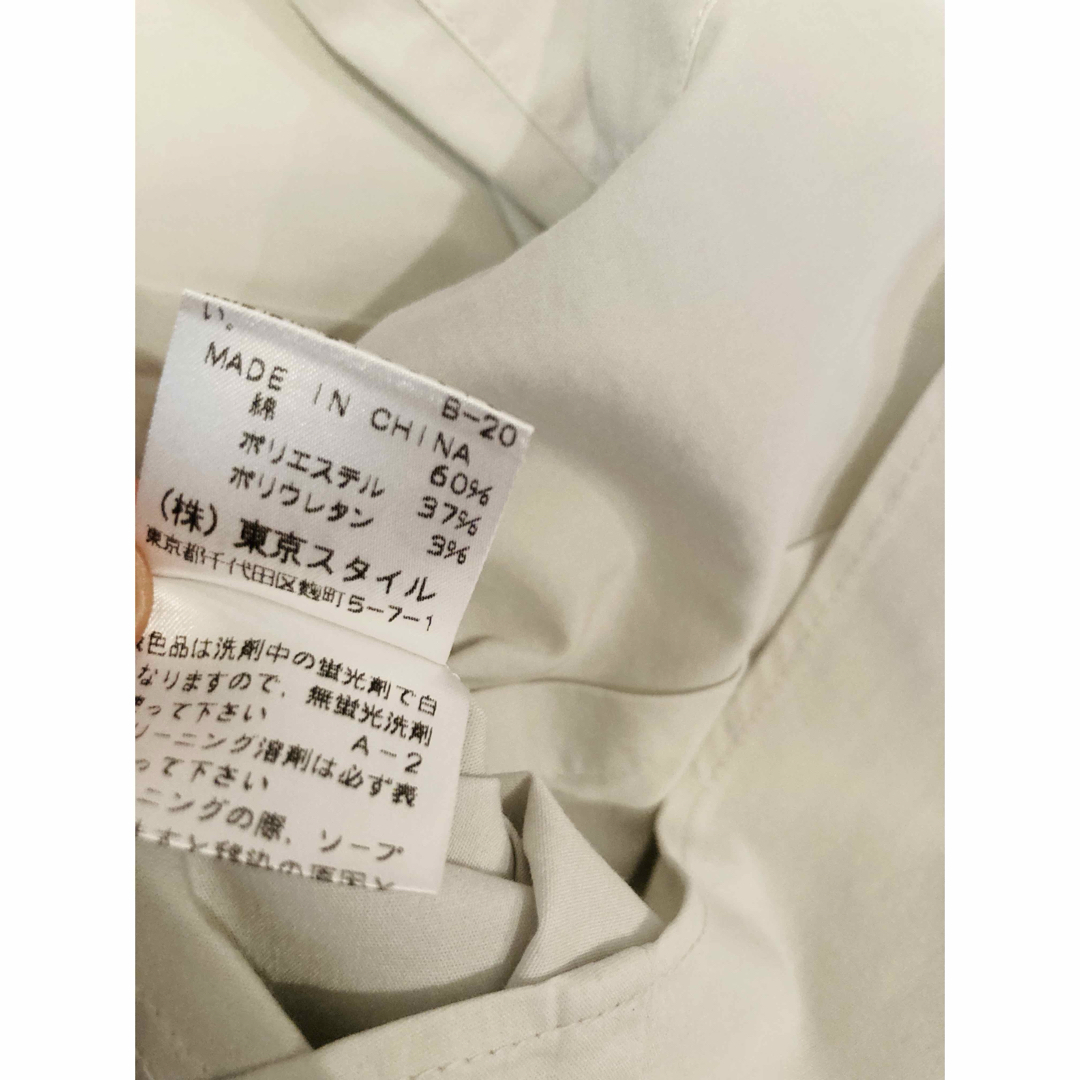 い。
B-20
MADE IN CHINA
綿 60%
ポリエステル 37%
ポリウレタン 3%
(株)東京スタイル
東京都千代田区麹町5-7-1
色品は洗剤中の蛍光剤で白
なりますので、無蛍光洗剤
って下さい
A-2
リーニング溶剤は必ず表
って下さい
ニングの際、ソープ